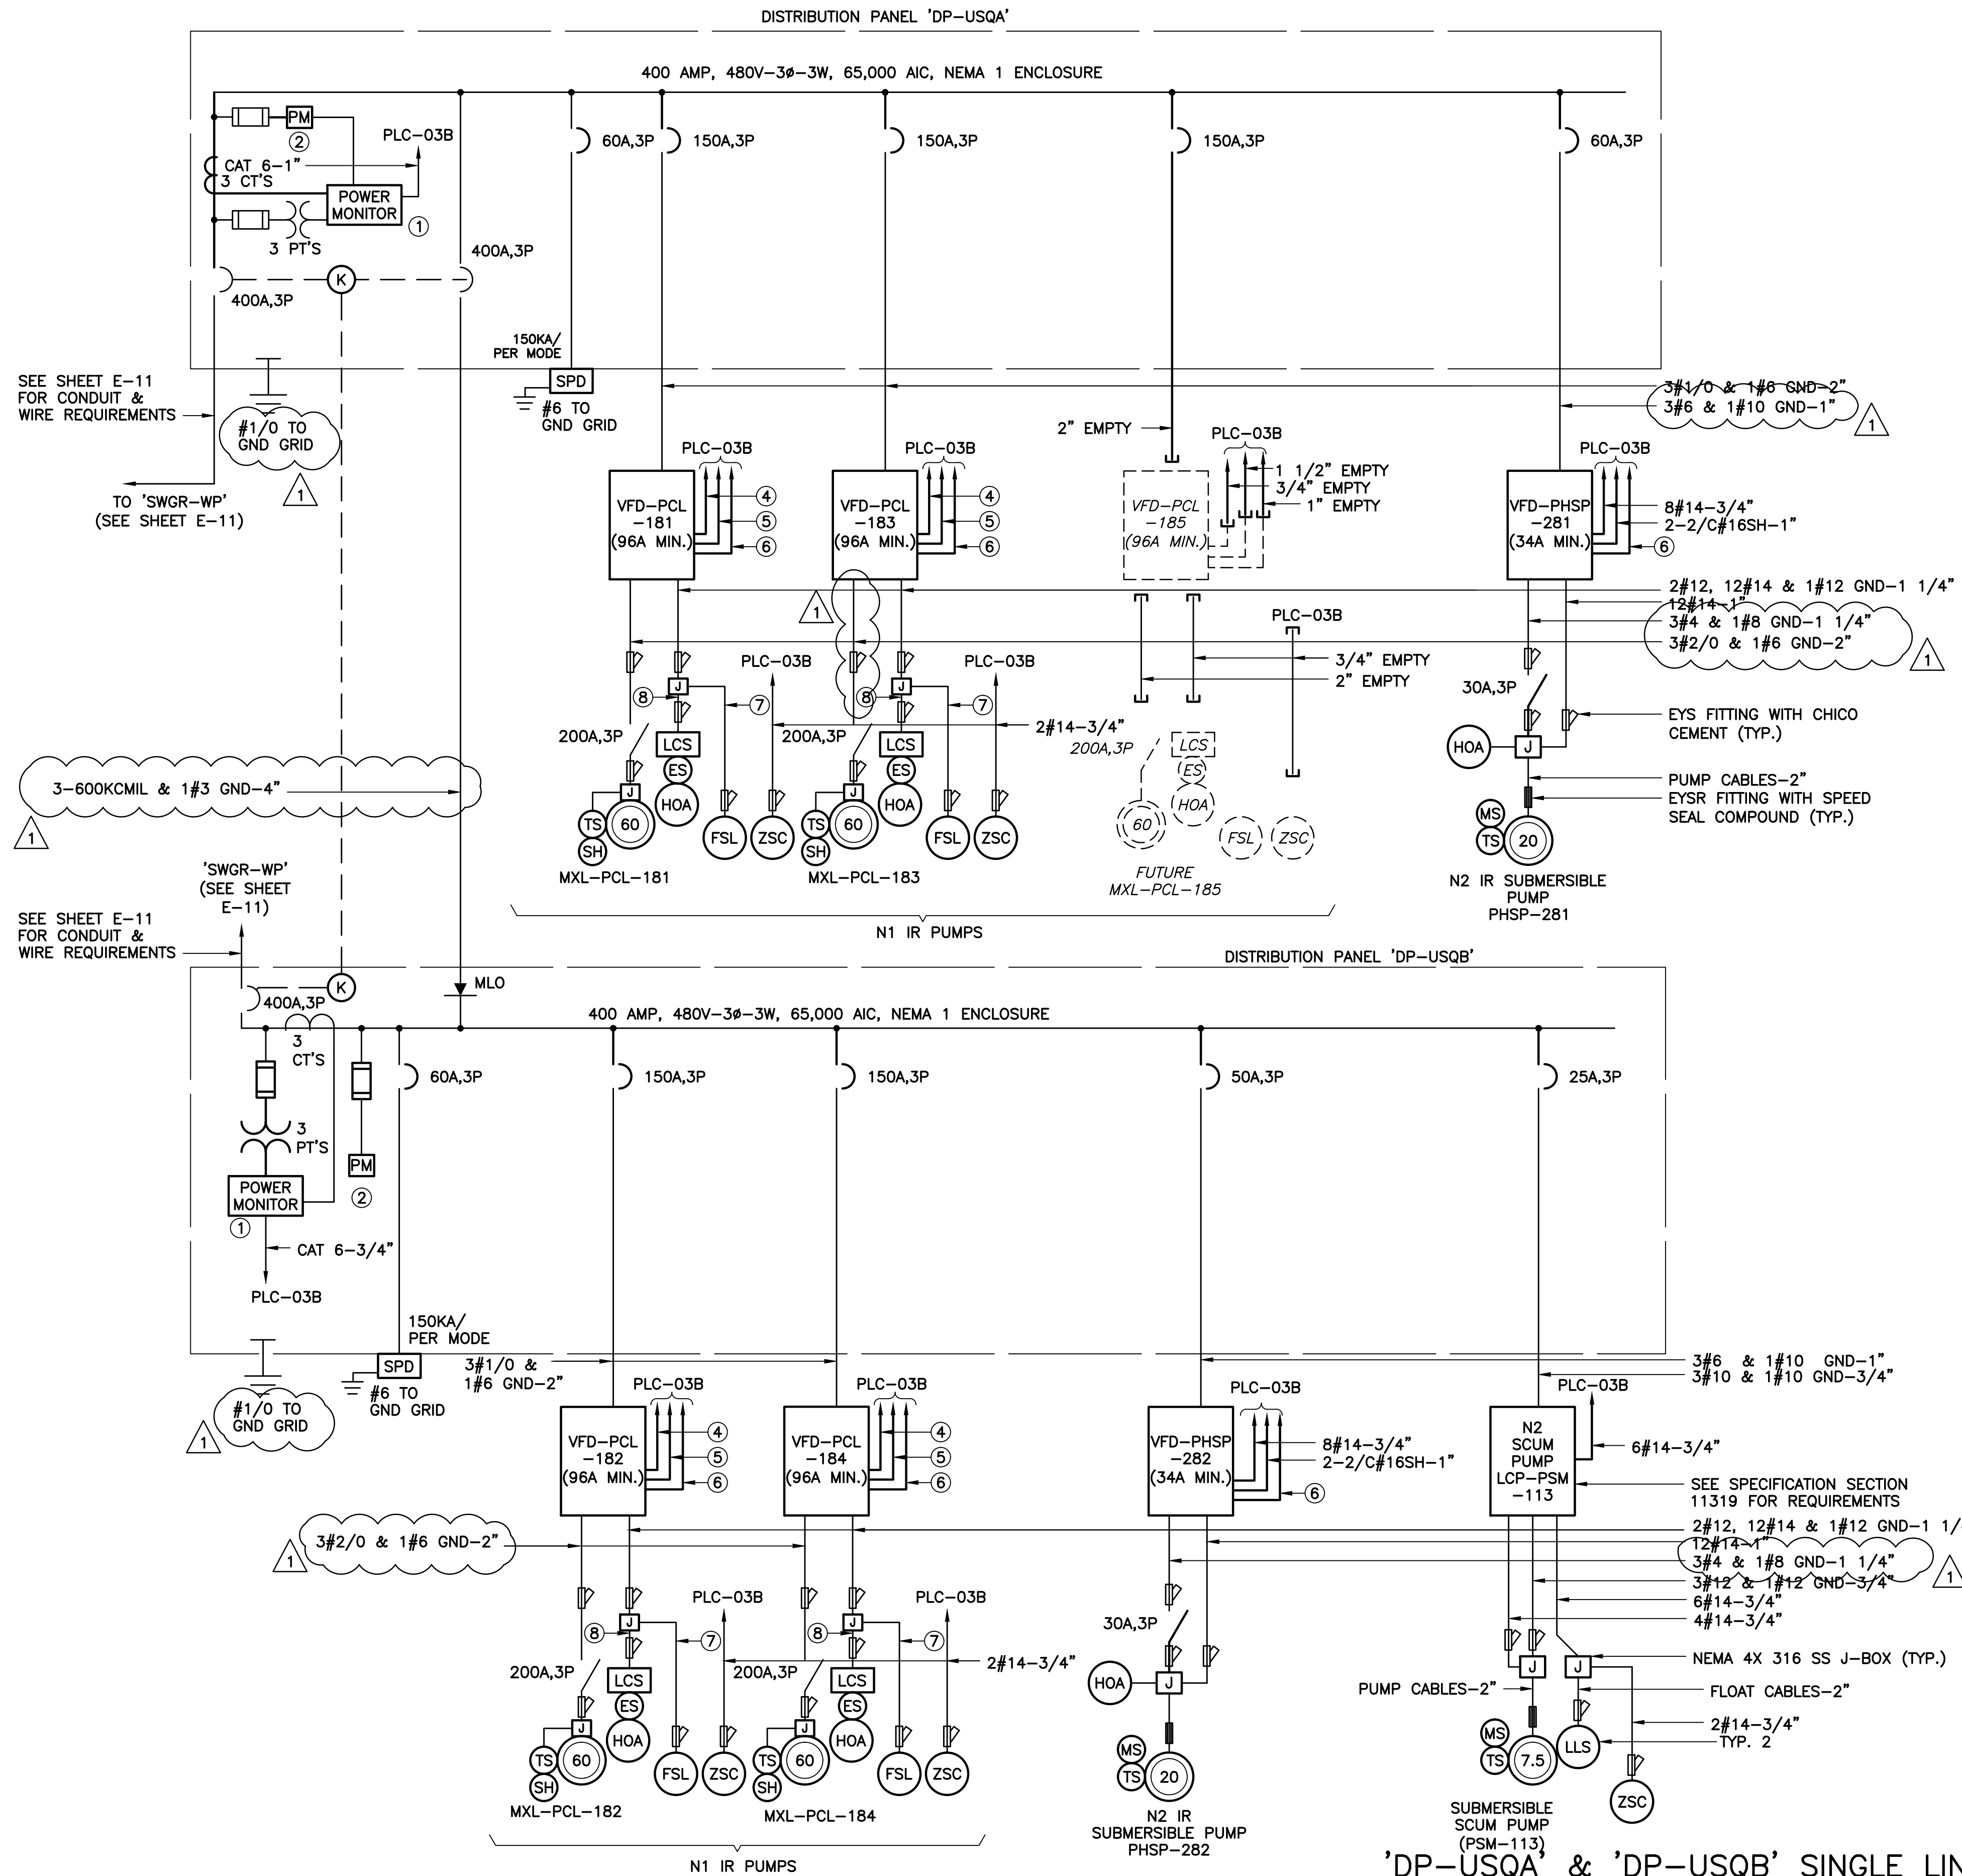 DISTRIBUTION PANEL 'DP-USQA'
400 AMP, 480V-3ø-3W, 65,000 AIC, NEMA 1 ENCLOSURE
PM
2
PLC-03B
CAT 6-1"
3 CT'S
POWER
MONITOR
1
3 PT'S
400A,3P
K
400A,3P
60A,3P
150A,3P
150A,3P
150A,3P
60A,3P
150KA/
PER MODE
SPD
#6 TO
GND GRID
SEE SHEET E-11
FOR CONDUIT &
WIRE REQUIREMENTS
#1/0 TO
GND GRID
1
TO 'SWGR-WP'
(SEE SHEET E-11)
3#1/0 & 1#6 GND-2"
3#6 & 1#10 GND-1"
1
PLC-03B
VFD-PCL
-181
(96A MIN.)
4
5
6
PLC-03B
VFD-PCL
-183
(96A MIN.)
4
5
6
2" EMPTY
PLC-03B
VFD-PCL
-185
(96A MIN.)
1 1/2" EMPTY
3/4" EMPTY
1" EMPTY
PLC-03B
VFD-PHSP
-281
(34A MIN.)
8#14-3/4"
2-2/C#16SH-1"
6
2#12, 12#14 & 1#12 GND-1 1/4"
12#14-1"
3#4 & 1#8 GND-1 1/4"
3#2/0 & 1#6 GND-2"
1
1
PLC-03B
3/4" EMPTY
2" EMPTY
J
8
7
PLC-03B
200A,3P
LCS
ES
HOA
J
TS
SH
60
FSL
ZSC
MXL-PCL-181
J
8
7
PLC-03B
200A,3P
LCS
ES
HOA
J
TS
SH
60
FSL
ZSC
MXL-PCL-183
2#14-3/4"
200A,3P
LCS
ES
HOA
60
FSL
ZSC
FUTURE
MXL-PCL-185
N1 IR PUMPS
30A,3P
HOA
J
EYS FITTING WITH CHICO
CEMENT (TYP.)
PUMP CABLES-2"
EYSR FITTING WITH SPEED
SEAL COMPOUND (TYP.)
MS
TS
20
N2 IR SUBMERSIBLE
PUMP
PHSP-281
3-600KCMIL & 1#3 GND-4"
1
'SWGR-WP'
(SEE SHEET
E-11)
SEE SHEET E-11
FOR CONDUIT &
WIRE REQUIREMENTS
DISTRIBUTION PANEL 'DP-USQB'
K
400A,3P
MLO
400 AMP, 480V-3ø-3W, 65,000 AIC, NEMA 1 ENCLOSURE
3
CT'S
3
PT'S
PM
2
POWER
MONITOR
1
CAT 6-3/4"
PLC-03B
60A,3P
150A,3P
150A,3P
50A,3P
25A,3P
150KA/
PER MODE
SPD
#6 TO
GND GRID
#1/0 TO
GND GRID
1
3#1/0 &
1#6 GND-2"
3#6 & 1#10 GND-1"
3#10 & 1#10 GND-3/4"
PLC-03B
VFD-PCL
-182
(96A MIN.)
4
5
6
PLC-03B
VFD-PCL
-184
(96A MIN.)
4
5
6
PLC-03B
VFD-PHSP
-282
(34A MIN.)
8#14-3/4"
2-2/C#16SH-1"
6
PLC-03B
N2
SCUM
PUMP
LCP-PSM
-113
6#14-3/4"
SEE SPECIFICATION SECTION
11319 FOR REQUIREMENTS
3#2/0 & 1#6 GND-2"
1
2#12, 12#14 & 1#12 GND-1 1/
12#14-1"
3#4 & 1#8 GND-1 1/4"
3#12 & 1#12 GND-3/4"
6#14-3/4"
4#14-3/4"
1
J
8
7
PLC-03B
200A,3P
LCS
ES
HOA
J
TS
SH
60
FSL
ZSC
MXL-PCL-182
J
8
7
PLC-03B
200A,3P
LCS
ES
HOA
J
TS
SH
60
FSL
ZSC
MXL-PCL-184
2#14-3/4"
N1 IR PUMPS
30A,3P
HOA
J
MS
TS
20
N2 IR
SUBMERSIBLE PUMP
PHSP-282
J
J
NEMA 4X 316 SS J-BOX (TYP.)
PUMP CABLES-2"
FLOAT CABLES-2"
2#14-3/4"
TYP. 2
MS
TS
7.5
LLS
ZSC
SUBMERSIBLE
SCUM PUMP
(PSM-113)
'DP-USQA' & 'DP-USQB' SINGLE LIN